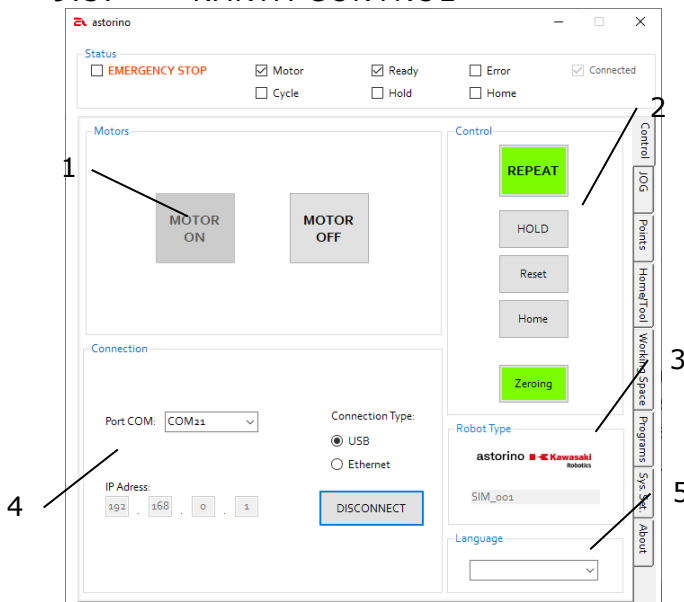 astorino
Status
EMERGENCY STOP
Motor
Ready
Error
Connected
Cycle
Hold
Home
2
Motors
Control
1
REPEAT
MOTOR
ON
MOTOR
OFF
HOLD
Reset
Home
Zeroing
Control
JOG
Points
Home/Tool
Working Space
Programs
Sys. Set.
About
Connection
3
Port COM:
COM21
Connection Type:
USB
Ethernet
Robot Type
astorino Kawasaki
Robotics
4
IP Adress:
192 . 168 . 0 . 1
DISCONNECT
SIM_001
5
Language